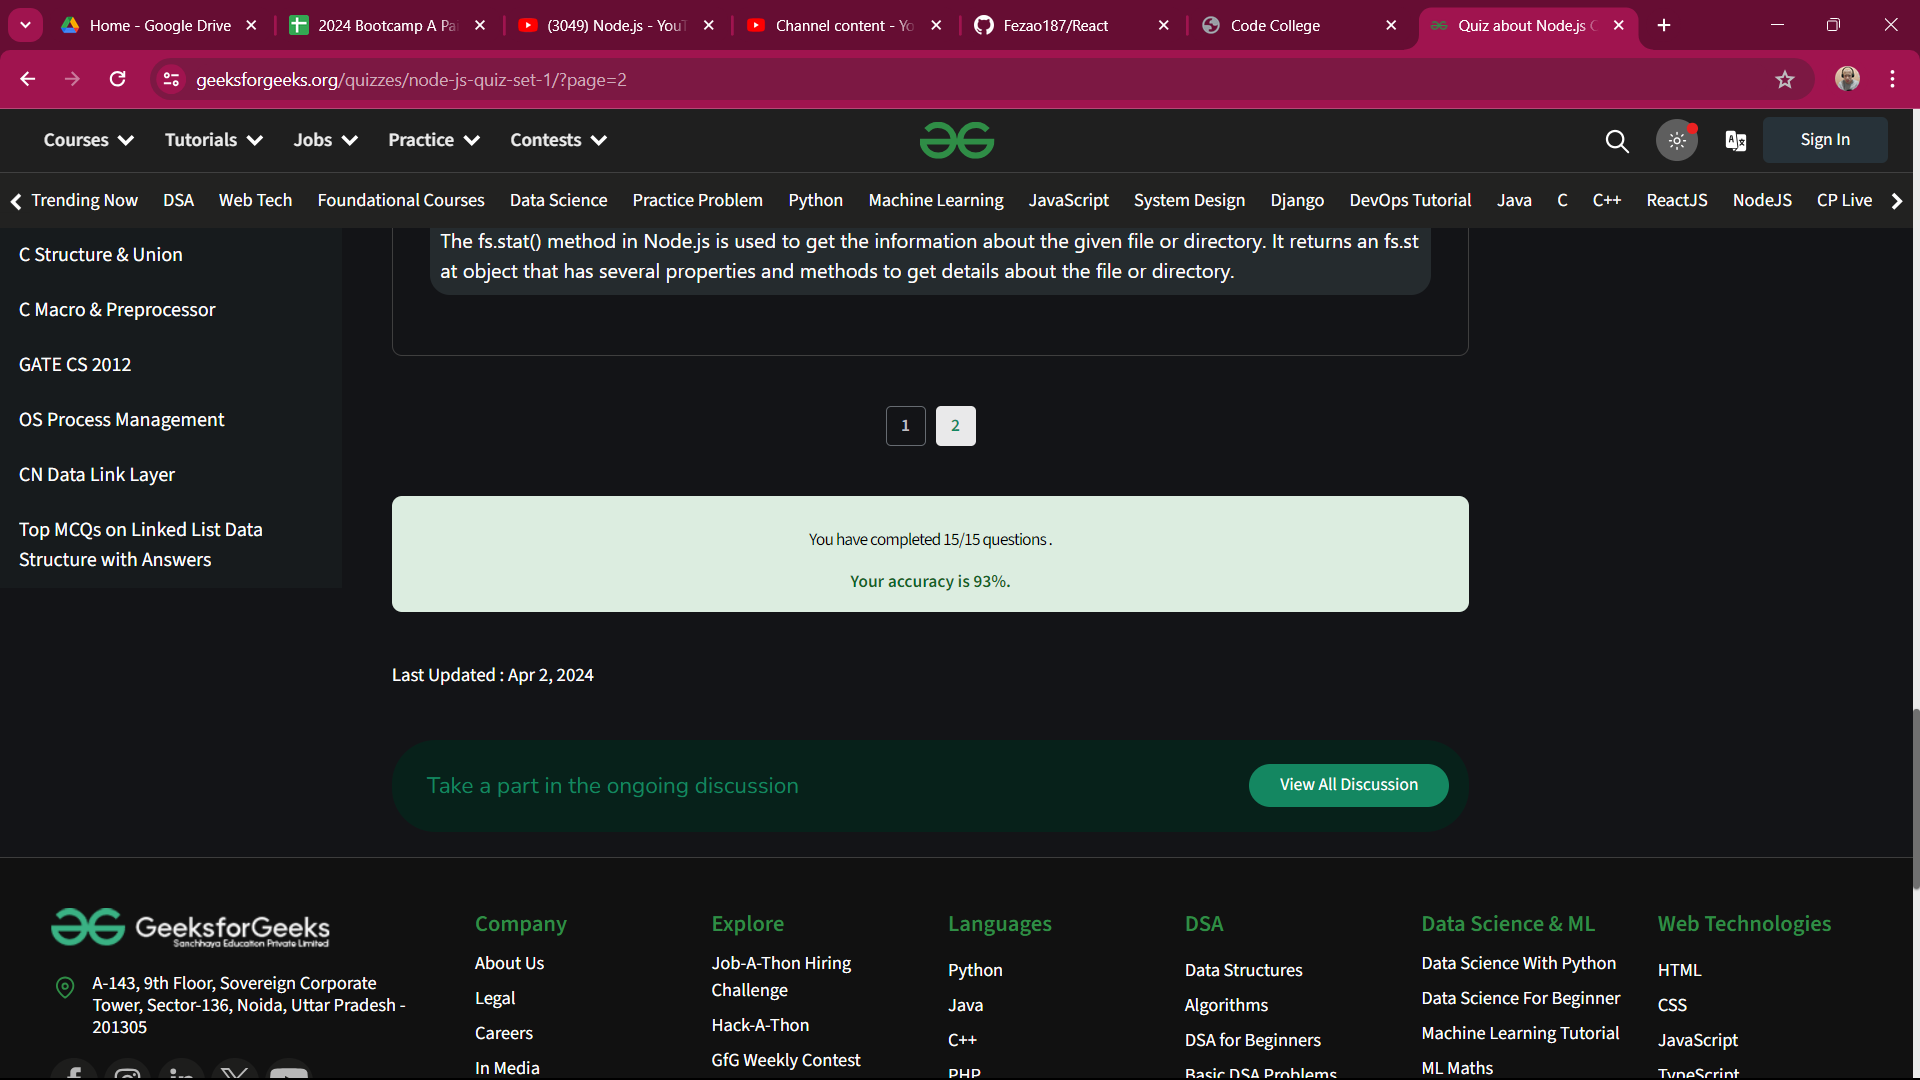 Home - Google Drive
2024 Bootcamp A Pa
(3049) Node.js - YouT
Channel content - Yo
Fezao187/React
Code College
Quiz about Node.js
geeksforgeeks.org/quizzes/node-js-quiz-set-1/?page=2
Courses
Tutorials
Jobs
Practice
Contests
Sign In
Trending Now
DSA
Web Tech
Foundational Courses
Data Science
Practice Problem
Python
Machine Learning
JavaScript
System Design
Django
DevOps Tutorial
Java
C
C++
ReactJS
NodeJS
CP Live
C Structure & Union
C Macro & Preprocessor
GATE CS 2012
OS Process Management
CN Data Link Layer
Top MCQs on Linked List Data
Structure with Answers
The fs.stat() method in Node.js is used to get the information about the given file or directory. It returns an fs.st
at object that has several properties and methods to get details about the file or directory.
1
2
You have completed 15/15 questions .
Your accuracy is 93%.
Last Updated : Apr 2, 2024
Take a part in the ongoing discussion
View All Discussion
GeeksforGeeks
Sanchhaya Education Private Limited
A-143, 9th Floor, Sovereign Corporate
Tower, Sector-136, Noida, Uttar Pradesh -
201305
Company
About Us
Legal
Careers
In Media
Explore
Job-A-Thon Hiring
Challenge
Hack-A-Thon
GfG Weekly Contest
Languages
Python
Java
C++
PHP
DSA
Data Structures
Algorithms
DSA for Beginners
Basic DSA Problems
Data Science & ML
Data Science With Python
Data Science For Beginner
Machine Learning Tutorial
ML Maths
Web Technologies
HTML
CSS
JavaScript
TypeScript